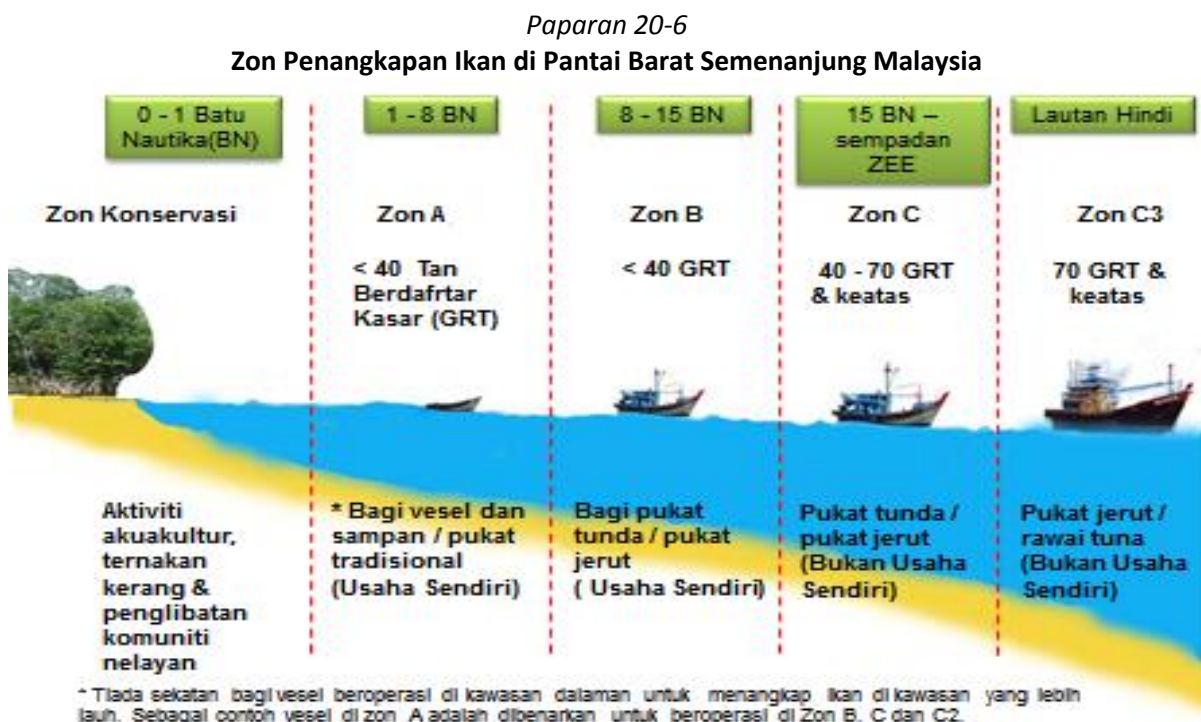 Paparan 20-6
Zon Penangkapan Ikan di Pantai Barat Semenanjung Malaysia
0 - 1 Batu
Nautika(BN)
1 - 8 BN
8 - 15 BN
15 BN –
sempadan
ZEE
Lautan Hindi
Zon Konservasi
Zon A
Zon B
Zon C
Zon C3
< 40 Tan
Berdafrtar
Kasar (GRT)
< 40 GRT
40 - 70 GRT
& keatas
70 GRT &
keatas
Aktiviti
akuakultur,
ternakan
kerang &
penglibatan
komuniti
nelayan
* Bagi vesel dan
sampan / pukat
tradisional
(Usaha Sendiri)
Bagi pukat
tunda / pukat
jerut
( Usaha Sendiri)
Pukat tunda /
pukat jerut
(Bukan Usaha
Sendiri)
Pukat jerut /
rawai tuna
(Bukan Usaha
Sendiri)
* Tiada sekatan bagi vesel beroperasi di kawasan dalaman untuk menangkap ikan di kawasan yang lebih
jauh. Sebagai contoh vesel di zon A adalah dibenarkan untuk beroperasi di Zon B, C dan C2.